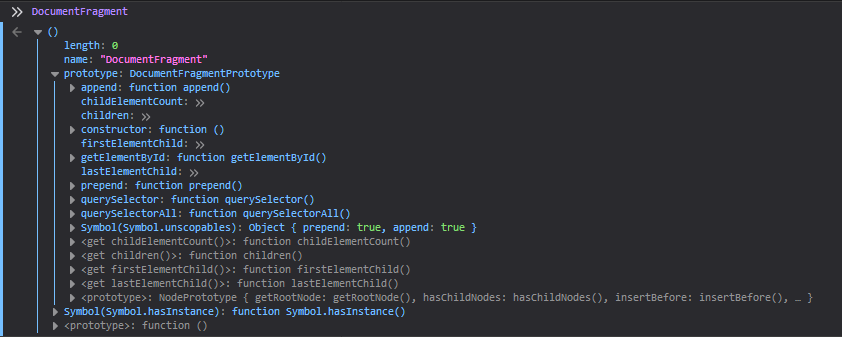 DocumentFragment
()
length: 0
name: "DocumentFragment"
prototype: DocumentFragmentPrototype
append: function append()
childElementCount: >>
children: >>
constructor: function ()
firstElementChild: >>
getElementById: function getElementById()
lastElementChild: >>
prepend: function prepend()
querySelector: function querySelector()
querySelectorAll: function querySelectorAll()
Symbol(Symbol.unscopables): Object { prepend: true, append: true }
<get childElementCount()>: function childElementCount()
<get children()>: function children()
<get firstElementChild()>: function firstElementChild()
<get lastElementChild()>: function lastElementChild()
<prototype>: NodePrototype { getRootNode: getRootNode(), hasChildNodes: hasChildNodes(), insertBefore: insertBefore(), … }
Symbol(Symbol.hasInstance): function Symbol.hasInstance()
<prototype>: function ()